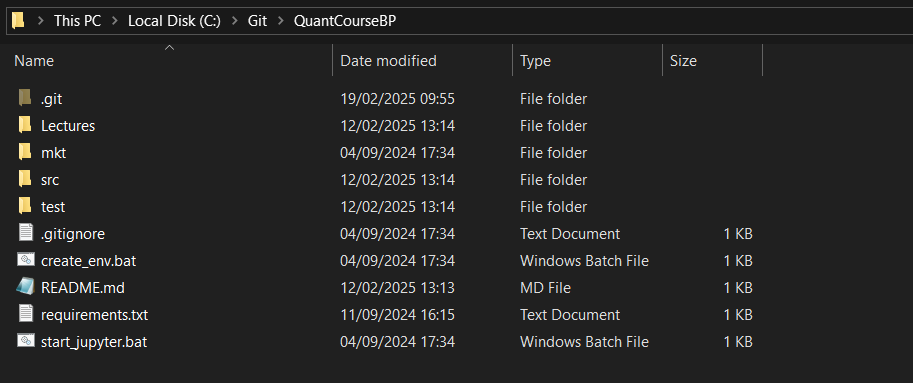 This PC > Local Disk (C:) > Git > QuantCourseBP
Name Date modified Type Size
.git 19/02/2025 09:55 File folder
Lectures 12/02/2025 13:14 File folder
mkt 04/09/2024 17:34 File folder
src 12/02/2025 13:14 File folder
test 12/02/2025 13:14 File folder
.gitignore 04/09/2024 17:34 Text Document 1 KB
create_env.bat 04/09/2024 17:34 Windows Batch File 1 KB
README.md 12/02/2025 13:13 MD File 1 KB
requirements.txt 11/09/2024 16:15 Text Document 1 KB
start_jupyter.bat 04/09/2024 17:34 Windows Batch File 1 KB